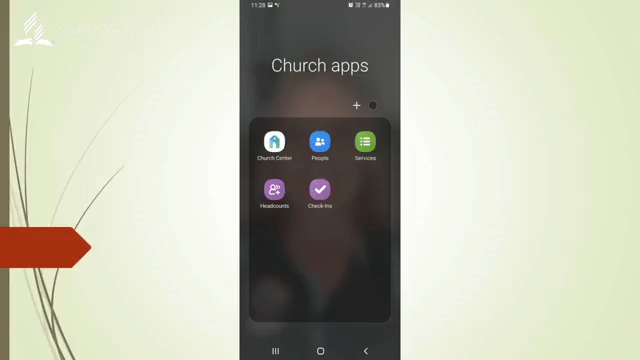 11:28
83%
Church apps
Church Center
People
Services
Headcounts
Check-Ins